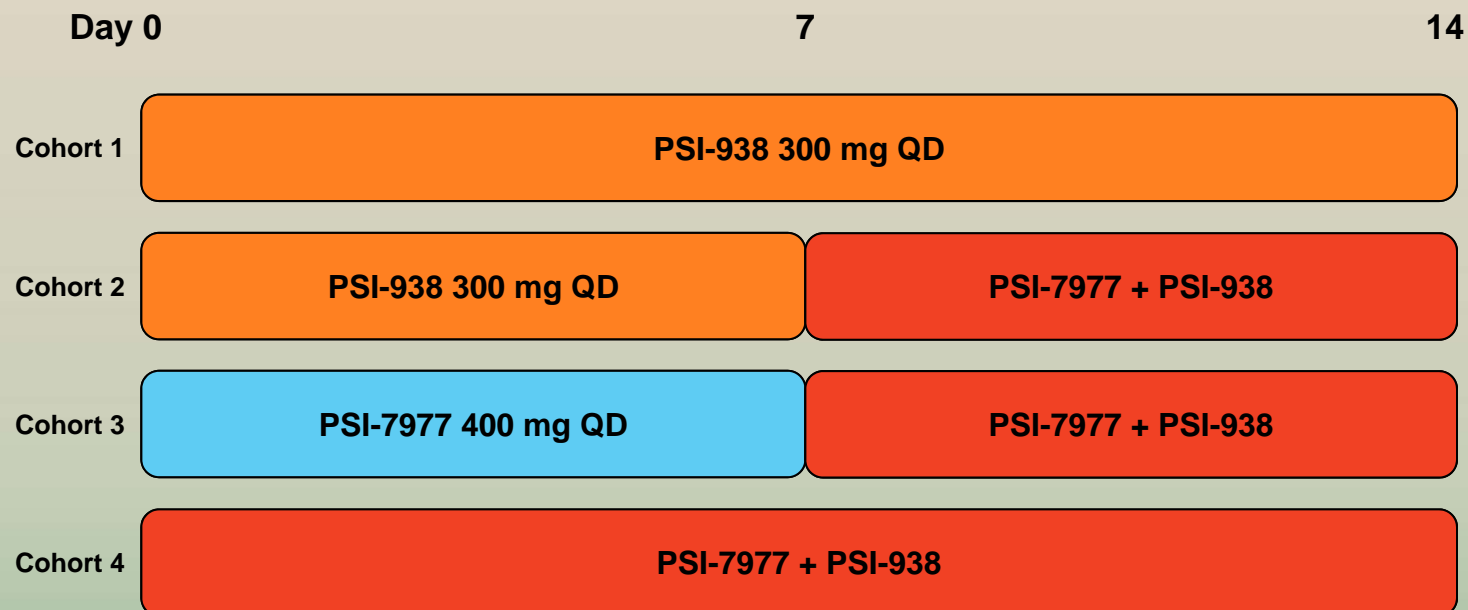 Day 0 7 14
Cohort 1 PSI-938 300 mg QD
Cohort 2 PSI-938 300 mg QD PSI-7977 + PSI-938
Cohort 3 PSI-7977 400 mg QD PSI-7977 + PSI-938
Cohort 4 PSI-7977 + PSI-938